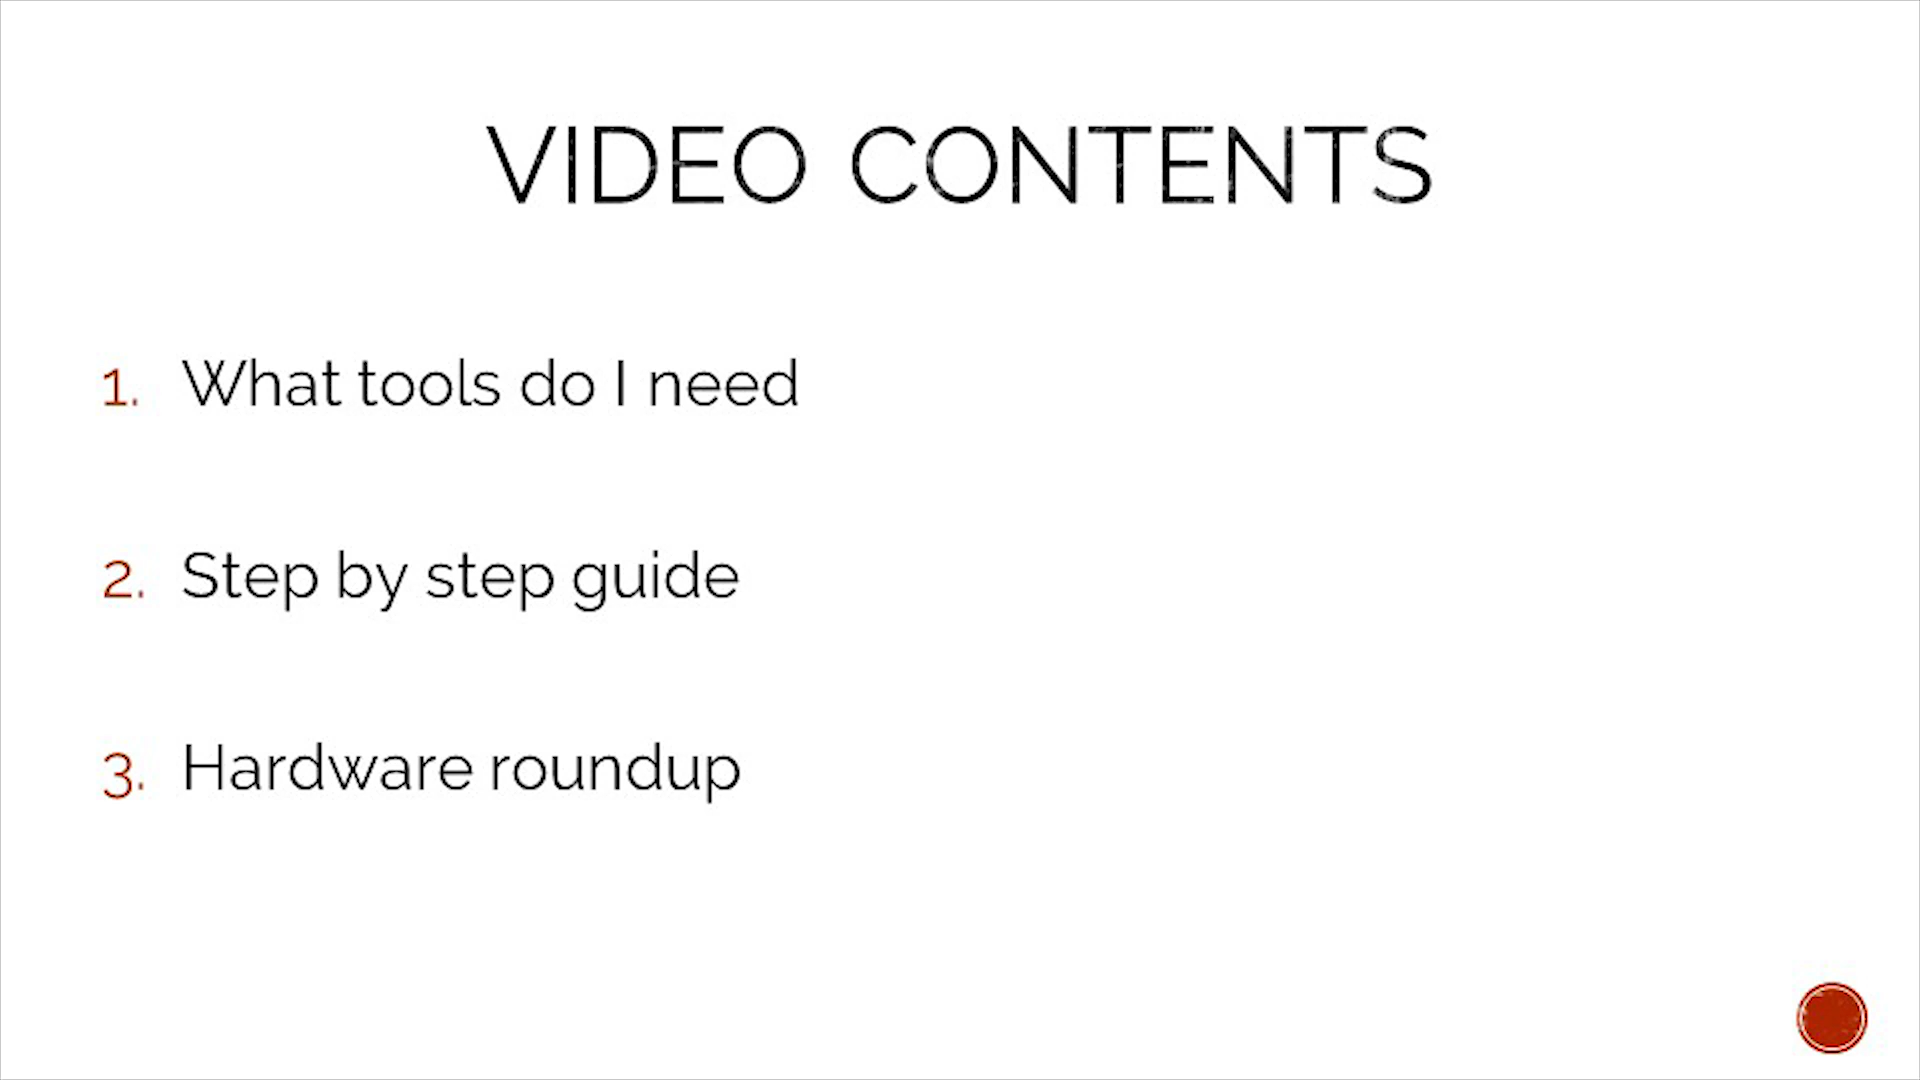 VIDEO CONTENTS
1. What tools do I need
2. Step by step guide
3. Hardware roundup